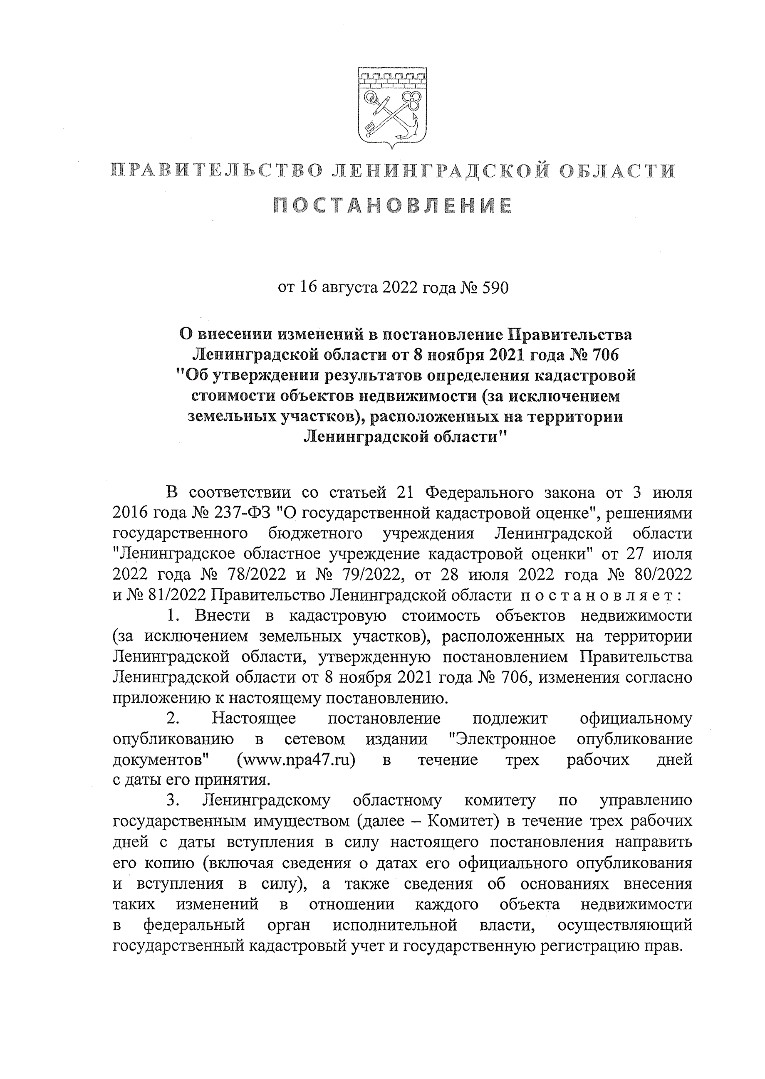 ПРАВИТЕЛЬСТВО ЛЕНИНГРАДСКОЙ ОБЛАСТИ
ПОСТАНОВЛЕНИЕ
от 16 августа 2022 года № 590
О внесении изменений в постановление Правительства
Ленинградской области от 8 ноября 2021 года № 706
"Об утверждении результатов определения кадастровой
стоимости объектов недвижимости (за исключением
земельных участков), расположенных на территории
Ленинградской области"
В соответствии со статьей 21 Федерального закона от 3 июля
2016 года № 237-ФЗ "О государственной кадастровой оценке", решениями
государственного бюджетного учреждения Ленинградской области
"Ленинградское областное учреждение кадастровой оценки" от 27 июля
2022 года № 78/2022 и № 79/2022, от 28 июля 2022 года № 80/2022
и № 81/2022 Правительство Ленинградской области п о с т а н о в л я е т :
1. Внести в кадастровую стоимость объектов недвижимости
(за исключением земельных участков), расположенных на территории
Ленинградской области, утвержденную постановлением Правительства
Ленинградской области от 8 ноября 2021 года № 706, изменения согласно
приложению к настоящему постановлению.
2. Настоящее постановление подлежит официальному
опубликованию в сетевом издании "Электронное опубликование
документов" (www.npa47.ru) в течение трех рабочих дней
с даты его принятия.
3. Ленинградскому областному комитету по управлению
государственным имуществом (далее – Комитет) в течение трех рабочих
дней с даты вступления в силу настоящего постановления направить
его копию (включая сведения о датах его официального опубликования
и вступления в силу), а также сведения об основаниях внесения
таких изменений в отношении каждого объекта недвижимости
в федеральный орган исполнительной власти, осуществляющий
государственный кадастровый учет и государственную регистрацию прав.